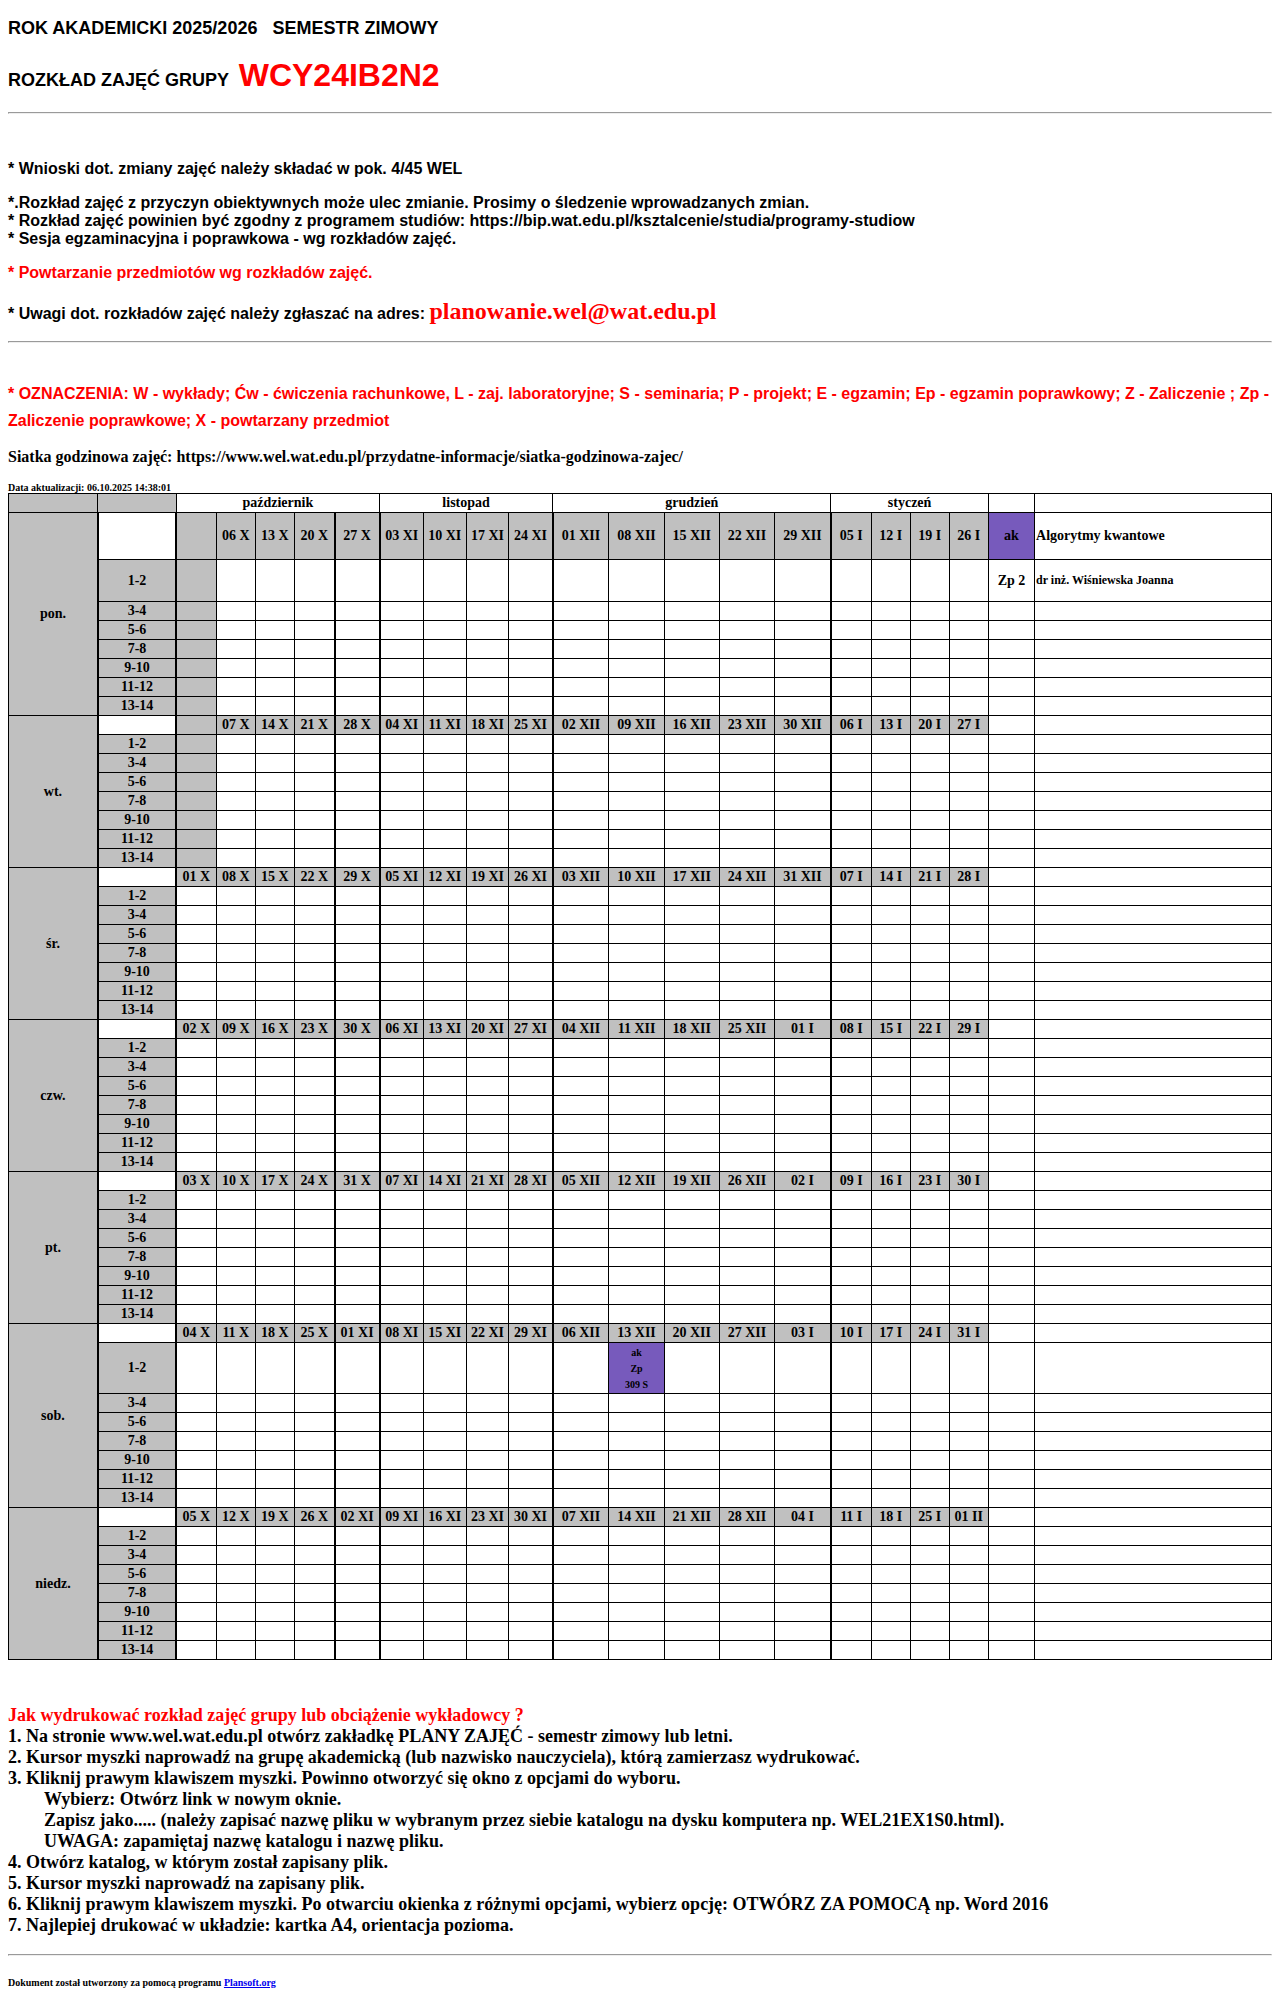 ROK AKADEMICKI 2025/2026   SEMESTR ZIMOWY
ROZKŁAD ZAJĘĆ GRUPY  WCY24IB2N2
* Wnioski dot. zmiany zajęć należy składać w pok. 4/45 WEL
*.Rozkład zajęć z przyczyn obiektywnych może ulec zmianie. Prosimy o śledzenie wprowadzanych zmian.
* Rozkład zajęć powinien być zgodny z programem studiów: https://bip.wat.edu.pl/ksztalcenie/studia/programy-studiow
* Sesja egzaminacyjna i poprawkowa - wg rozkładów zajęć.
* Powtarzanie przedmiotów wg rozkładów zajęć.
* Uwagi dot. rozkładów zajęć należy zgłaszać na adres: planowanie.wel@wat.edu.pl
* OZNACZENIA: W - wykłady; Ćw - ćwiczenia rachunkowe, L - zaj. laboratoryjne; S - seminaria; P - projekt; E - egzamin; Ep - egzamin poprawkowy; Z - Zaliczenie ; Zp -
Zaliczenie poprawkowe; X - powtarzany przedmiot
Siatka godzinowa zajęć: https://www.wel.wat.edu.pl/przydatne-informacje/siatka-godzinowa-zajec/
Data aktualizacji: 06.10.2025 14:38:01
październik listopad grudzień styczeń
pon. 06 X 13 X 20 X 27 X 03 XI 10 XI 17 XI 24 XI 01 XII 08 XII 15 XII 22 XII 29 XII 05 I 12 I 19 I 26 I ak Algorytmy kwantowe
1-2 Zp 2 dr inż. Wiśniewska Joanna
3-4
5-6
7-8
9-10
11-12
13-14
wt. 07 X 14 X 21 X 28 X 04 XI 11 XI 18 XI 25 XI 02 XII 09 XII 16 XII 23 XII 30 XII 06 I 13 I 20 I 27 I
1-2
3-4
5-6
7-8
9-10
11-12
13-14
śr. 01 X 08 X 15 X 22 X 29 X 05 XI 12 XI 19 XI 26 XI 03 XII 10 XII 17 XII 24 XII 31 XII 07 I 14 I 21 I 28 I
1-2
3-4
5-6
7-8
9-10
11-12
13-14
czw. 02 X 09 X 16 X 23 X 30 X 06 XI 13 XI 20 XI 27 XI 04 XII 11 XII 18 XII 25 XII 01 I 08 I 15 I 22 I 29 I
1-2
3-4
5-6
7-8
9-10
11-12
13-14
pt. 03 X 10 X 17 X 24 X 31 X 07 XI 14 XI 21 XI 28 XI 05 XII 12 XII 19 XII 26 XII 02 I 09 I 16 I 23 I 30 I
1-2
3-4
5-6
7-8
9-10
11-12
13-14
sob. 04 X 11 X 18 X 25 X 01 XI 08 XI 15 XI 22 XI 29 XI 06 XII 13 XII 20 XII 27 XII 03 I 10 I 17 I 24 I 31 I
1-2 ak
Zp
309 S
3-4
5-6
7-8
9-10
11-12
13-14
niedz. 05 X 12 X 19 X 26 X 02 XI 09 XI 16 XI 23 XI 30 XI 07 XII 14 XII 21 XII 28 XII 04 I 11 I 18 I 25 I 01 II
1-2
3-4
5-6
7-8
9-10
11-12
13-14
Jak wydrukować rozkład zajęć grupy lub obciążenie wykładowcy ?
1. Na stronie www.wel.wat.edu.pl otwórz zakładkę PLANY ZAJĘĆ - semestr zimowy lub letni.
2. Kursor myszki naprowadź na grupę akademicką (lub nazwisko nauczyciela), którą zamierzasz wydrukować.
3. Kliknij prawym klawiszem myszki. Powinno otworzyć się okno z opcjami do wyboru.
Wybierz: Otwórz link w nowym oknie.
Zapisz jako..... (należy zapisać nazwę pliku w wybranym przez siebie katalogu na dysku komputera np. WEL21EX1S0.html).
UWAGA: zapamiętaj nazwę katalogu i nazwę pliku.
4. Otwórz katalog, w którym został zapisany plik.
5. Kursor myszki naprowadź na zapisany plik.
6. Kliknij prawym klawiszem myszki. Po otwarciu okienka z różnymi opcjami, wybierz opcję: OTWÓRZ ZA POMOCĄ np. Word 2016
7. Najlepiej drukować w układzie: kartka A4, orientacja pozioma.
Dokument został utworzony za pomocą programu Plansoft.org